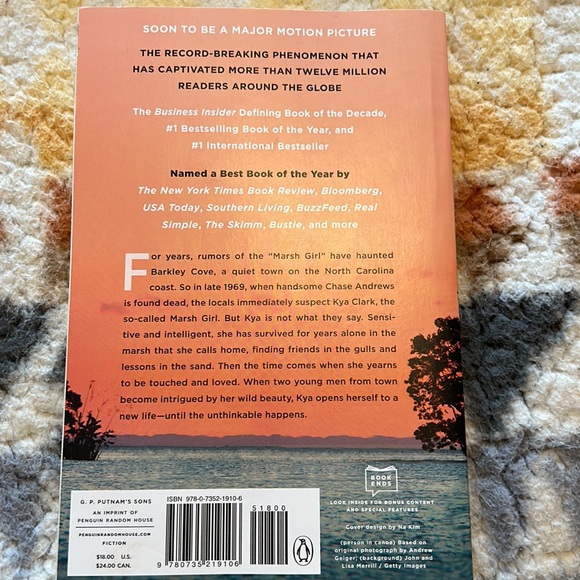 SOON TO BE A MAJOR MOTION PICTURE
THE RECORD-BREAKING PHENOMENON THAT
HAS CAPTIVATED MORE THAN TWELVE MILLION
READERS AROUND THE GLOBE
The Business Insider Defining Book of the Decade,
#1 Bestselling Book of the Year, and
#1 International Bestseller
Named a Best Book of the Year by
The New York Times Book Review, Bloomberg,
USA Today, Southern Living, BuzzFeed, Real
Simple, The Skimm, Bustle, and more
For years, rumors of the "Marsh Girl" have haunted
Barkley Cove, a quiet town on the North Carolina
coast. So in late 1969, when handsome Chase Andrews
is found dead, the locals immediately suspect Kya Clark, the
so-called Marsh Girl. But Kya is not what they say. Sensi-
tive and intelligent, she has survived for years alone in the
marsh that she calls home, finding friends in the gulls and
lessons in the sand. Then the time comes when she yearns
to be touched and loved. When two young men from town
become intrigued by her wild beauty, Kya opens herself to a
new life—until the unthinkable happens.
G. P. PUTNAM'S SONS
AN IMPRINT OF
PENGUIN RANDOM HOUSE
PENGUINRANDOMHOUSE.COM
FICTION
$18.00 U.S.
$24.00 CAN.
ISBN 978-0-7352-1910-6
51800
9 780735 219106
BOOK
ENDS
LOOK INSIDE FOR BONUS CONTENT
AND SPECIAL FEATURES
Cover design by Na Kim
(person in canoe) Based on
original photograph by Andrew
Geiger; (background) John and
Lisa Merrill / Getty Images